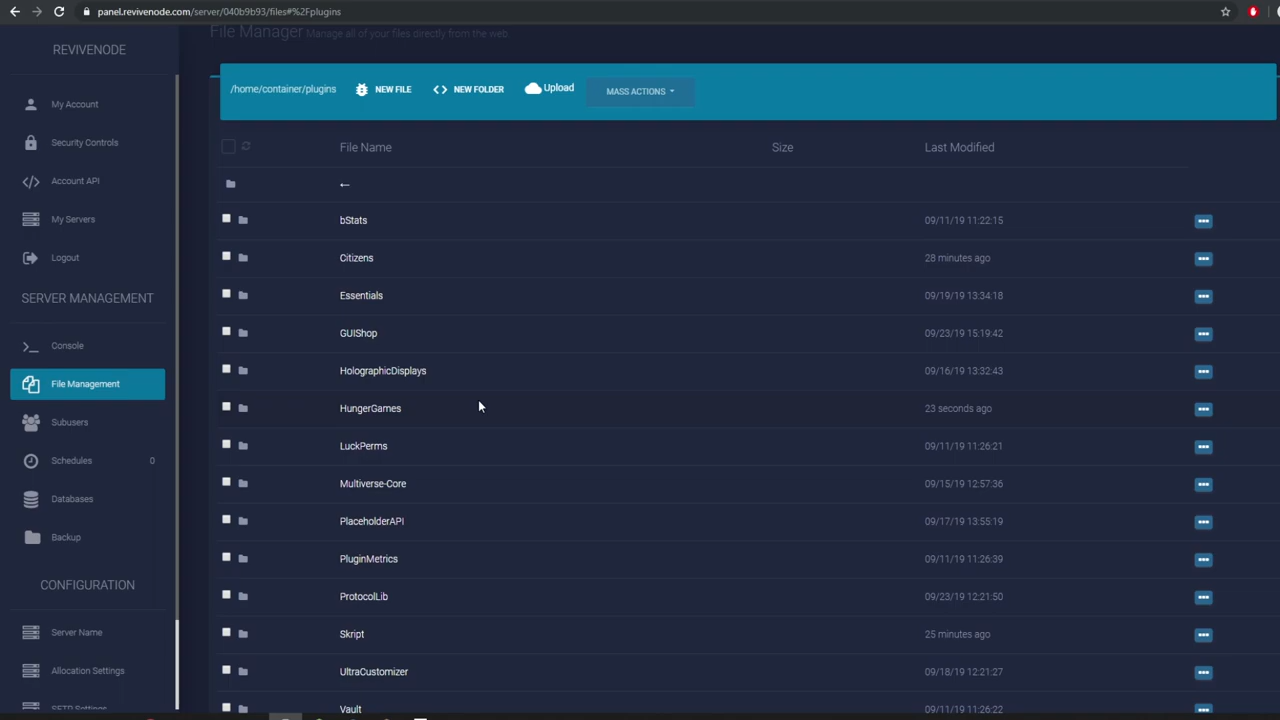 panel.revivenode.com/server/040b9b93/files#%2Fplugins
REVIVENODE
My Account
Security Controls
Account API
My Servers
Logout
SERVER MANAGEMENT
Console
File Management
Subusers
Schedules 0
Databases
Backup
CONFIGURATION
Server Name
Allocation Settings
SFTP Settings
File Manager Manage all of your files directly from the web.
/home/container/plugins NEW FILE NEW FOLDER Upload MASS ACTIONS
File Name Size Last Modified
←
bStats 09/11/19 11:22:15
Citizens 28 minutes ago
Essentials 09/19/19 13:34:18
GUIShop 09/23/19 15:19:42
HolographicDisplays 09/16/19 13:32:43
HungerGames 23 seconds ago
LuckPerms 09/11/19 11:26:21
Multiverse-Core 09/15/19 12:57:36
PlaceholderAPI 09/17/19 13:55:19
PluginMetrics 09/11/19 11:26:39
ProtocolLib 09/23/19 12:21:50
Skript 25 minutes ago
UltraCustomizer 09/18/19 12:21:27
Vault 09/11/19 11:26:22